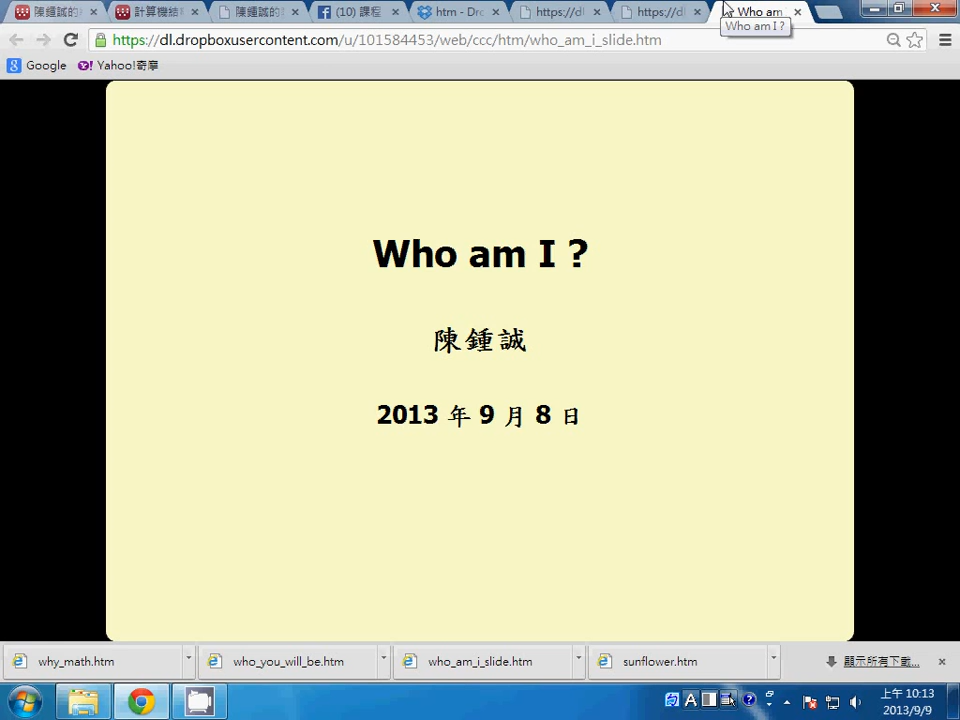 陳鍾誠的
計算機結構
陳鍾誠的
(10) 課程
htm - Dro
https://dl
https://dl
Who am
Who am I ?
https://dl.dropboxusercontent.com/u/101584453/web/ccc/htm/who_am_i_slide.htm
Google
Yahoo!奇摩
Who am I ?
陳鍾誠
2013 年 9 月 8 日
why_math.htm
who_you_will_be.htm
who_am_i_slide.htm
sunflower.htm
顯示所有下載...
上午 10:13
2013/9/9